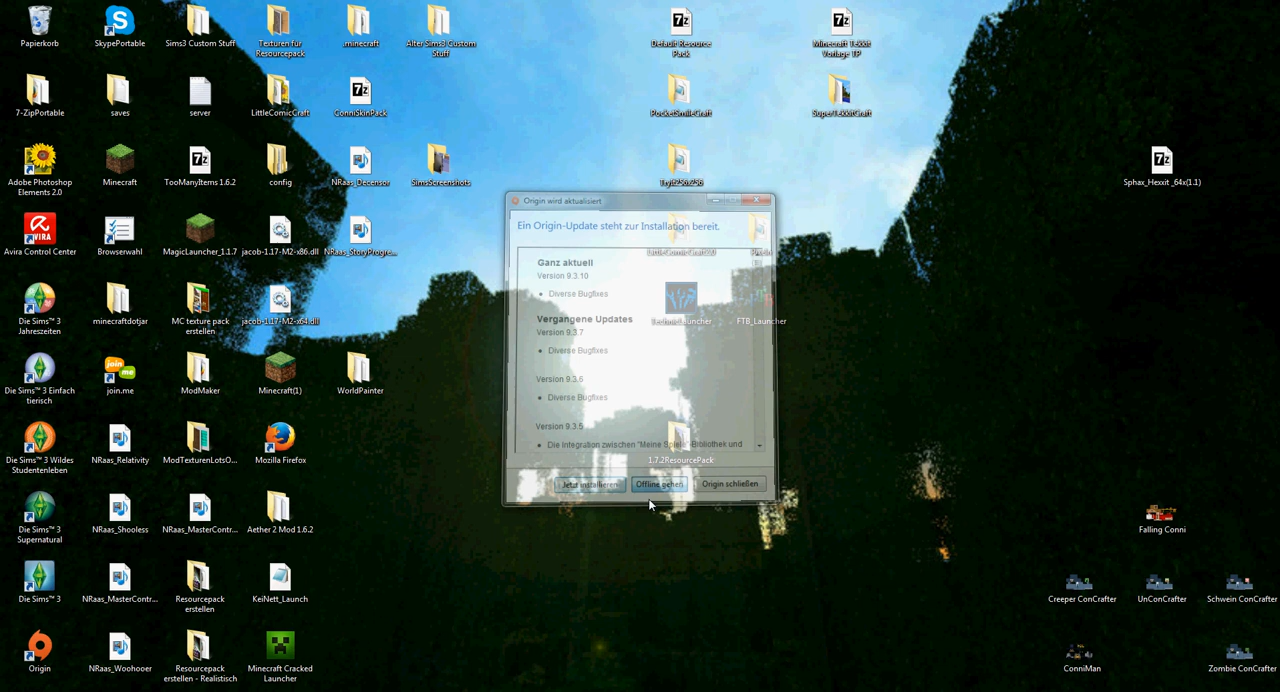 Papierkorb
SkypePortable
Sims3 Custom Stuff
Texturen für
Resourcepack
.minecraft
Alter Sims3 Custom
Stuff
Default Resource
Pack
Minecraft Tekkit
Vorlage TP
7-ZipPortable
saves
server
LittleComicCraft
ConniSkinPack
PocketSmileCraft
SuperTekkitCraft
Adobe Photoshop
Elements 2.0
Minecraft
TooManyItems 1.6.2
config
NRaas_Decensor
SimsScreenshots
Sphax_Hexxit _64x(1.1)
Avira Control Center
Browserwahl
MagicLauncher_1.1.7
jacob-1.17-M2-x86.dll
NRaas_StoryProgre...
Die Sims™ 3
Jahreszeiten
minecraftdotjar
MC texture pack
erstellen
jacob-1.17-M2-x64.dll
TechnicLauncher
FTB_Launcher
Die Sims™ 3 Einfach
tierisch
join.me
ModMaker
Minecraft(1)
WorldPainter
Die Sims™ 3 Wildes
Studentenleben
NRaas_Relativity
ModTexturenLotsO...
Mozilla Firefox
1.7.2ResourcePack
Die Sims™ 3
Supernatural
NRaas_Shooless
NRaas_MasterContr...
Aether 2 Mod 1.6.2
Falling Conni
Die Sims™ 3
NRaas_MasterContr...
Resourcepack
erstellen
KeiNett_Launch
Creeper ConCrafter
UnConCrafter
Schwein ConCrafter
Origin
NRaas_Woohooer
Resourcepack
erstellen - Realistisch
Minecraft Cracked
Launcher
ConniMan
Zombie ConCrafter
Origin wird aktualisiert
Ein Origin-Update steht zur Installation bereit.
Ganz aktuell
Version 9.3.10
Diverse Bugfixes
Vergangene Updates
Version 9.3.7
Diverse Bugfixes
Version 9.3.6
Diverse Bugfixes
Version 9.3.5
Die Integration zwischen "Meine Spiele"-Bibliothek und
Jetzt installieren
Offline gehen
Origin schließen